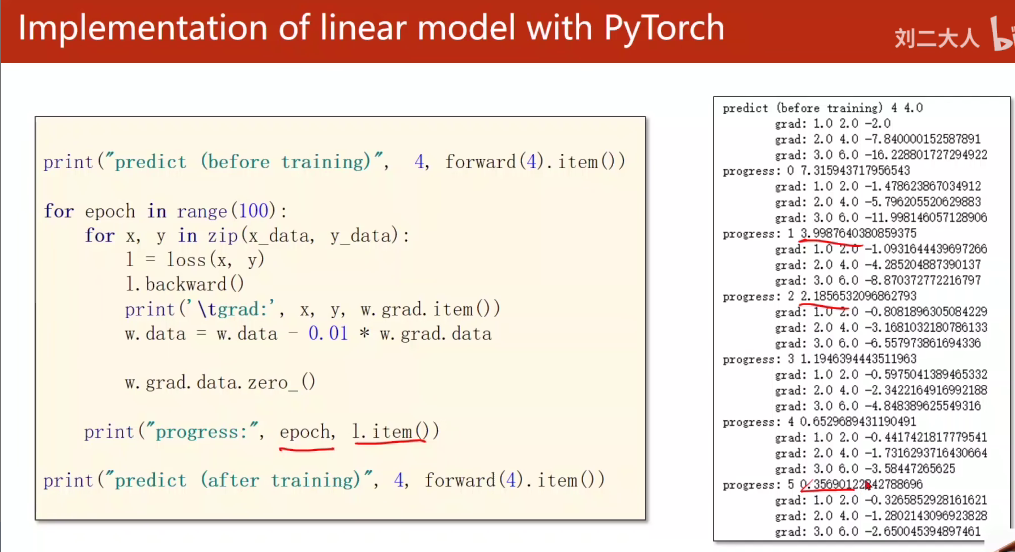 Implementation of linear model with PyTorch
刘二大人
print("predict (before training)", 4, forward(4).item())
for epoch in range(100):
for x, y in zip(x_data, y_data):
l = loss(x, y)
l.backward()
print('\tgrad:', x, y, w.grad.item())
w.data = w.data - 0.01 * w.grad.data
w.grad.data.zero_()
print("progress:", epoch, l.item())
print("predict (after training)", 4, forward(4).item())
predict (before training) 4 4.0
grad: 1.0 2.0 -2.0
grad: 2.0 4.0 -7.840000152587891
grad: 3.0 6.0 -16.228801727294922
progress: 0 7.315943717956543
grad: 1.0 2.0 -1.478623867034912
grad: 2.0 4.0 -5.796205520629883
grad: 3.0 6.0 -11.998146057128906
progress: 1 3.9987640380859375
grad: 1.0 2.0 -1.0931644439697266
grad: 2.0 4.0 -4.285204887390137
grad: 3.0 6.0 -8.870372772216797
progress: 2 2.1856532096862793
grad: 1.0 2.0 -0.8081896305084229
grad: 2.0 4.0 -3.1681032180786133
grad: 3.0 6.0 -6.557973861694336
progress: 3 1.1946394443511963
grad: 1.0 2.0 -0.5975041389465332
grad: 2.0 4.0 -2.3422164916992188
grad: 3.0 6.0 -4.848389625549316
progress: 4 0.6529689431190491
grad: 1.0 2.0 -0.4417421817779541
grad: 2.0 4.0 -1.7316293716430664
grad: 3.0 6.0 -3.58447265625
progress: 5 0.35690122842788696
grad: 1.0 2.0 -0.3265852928161621
grad: 2.0 4.0 -1.2802143096923828
grad: 3.0 6.0 -2.650045394897461